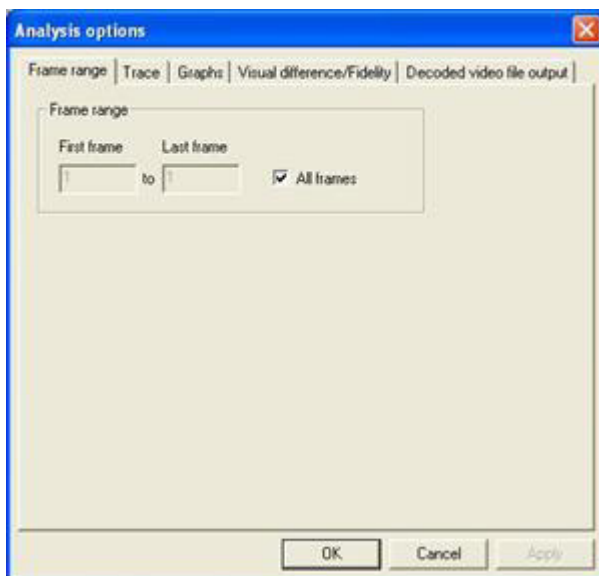 Analysis options
Frame range Trace Graphs Visual difference/Fidelity Decoded video file output
Frame range
First frame Last frame
1 to 1 All frames
OK Cancel Apply